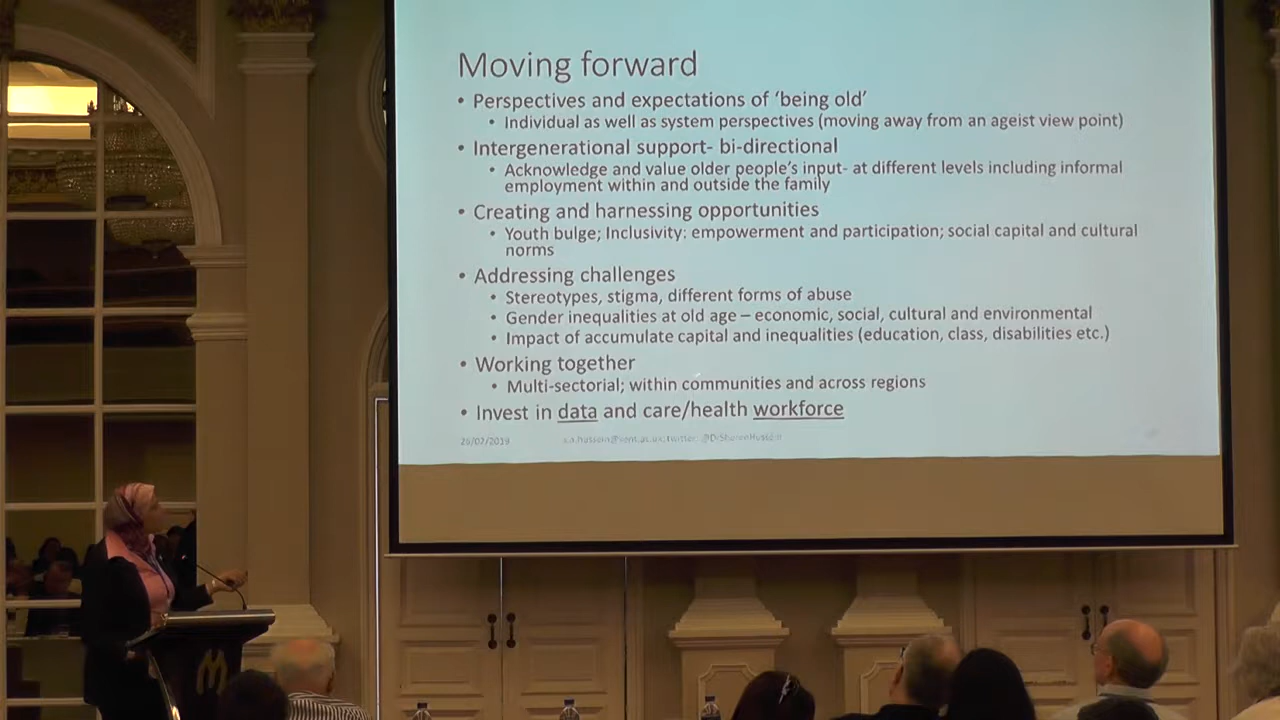 Moving forward
• Perspectives and expectations of ‘being old’
• Individual as well as system perspectives (moving away from an ageist view point)
• Intergenerational support- bi-directional
• Acknowledge and value older people’s input- at different levels including informal
employment within and outside the family
• Creating and harnessing opportunities
• Youth bulge; Inclusivity: empowerment and participation; social capital and cultural
norms
• Addressing challenges
• Stereotypes, stigma, different forms of abuse
• Gender inequalities at old age – economic, social, cultural and environmental
• Impact of accumulate capital and inequalities (education, class, disabilities etc.)
• Working together
• Multi-sectorial; within communities and across regions
• Invest in data and care/health workforce
M